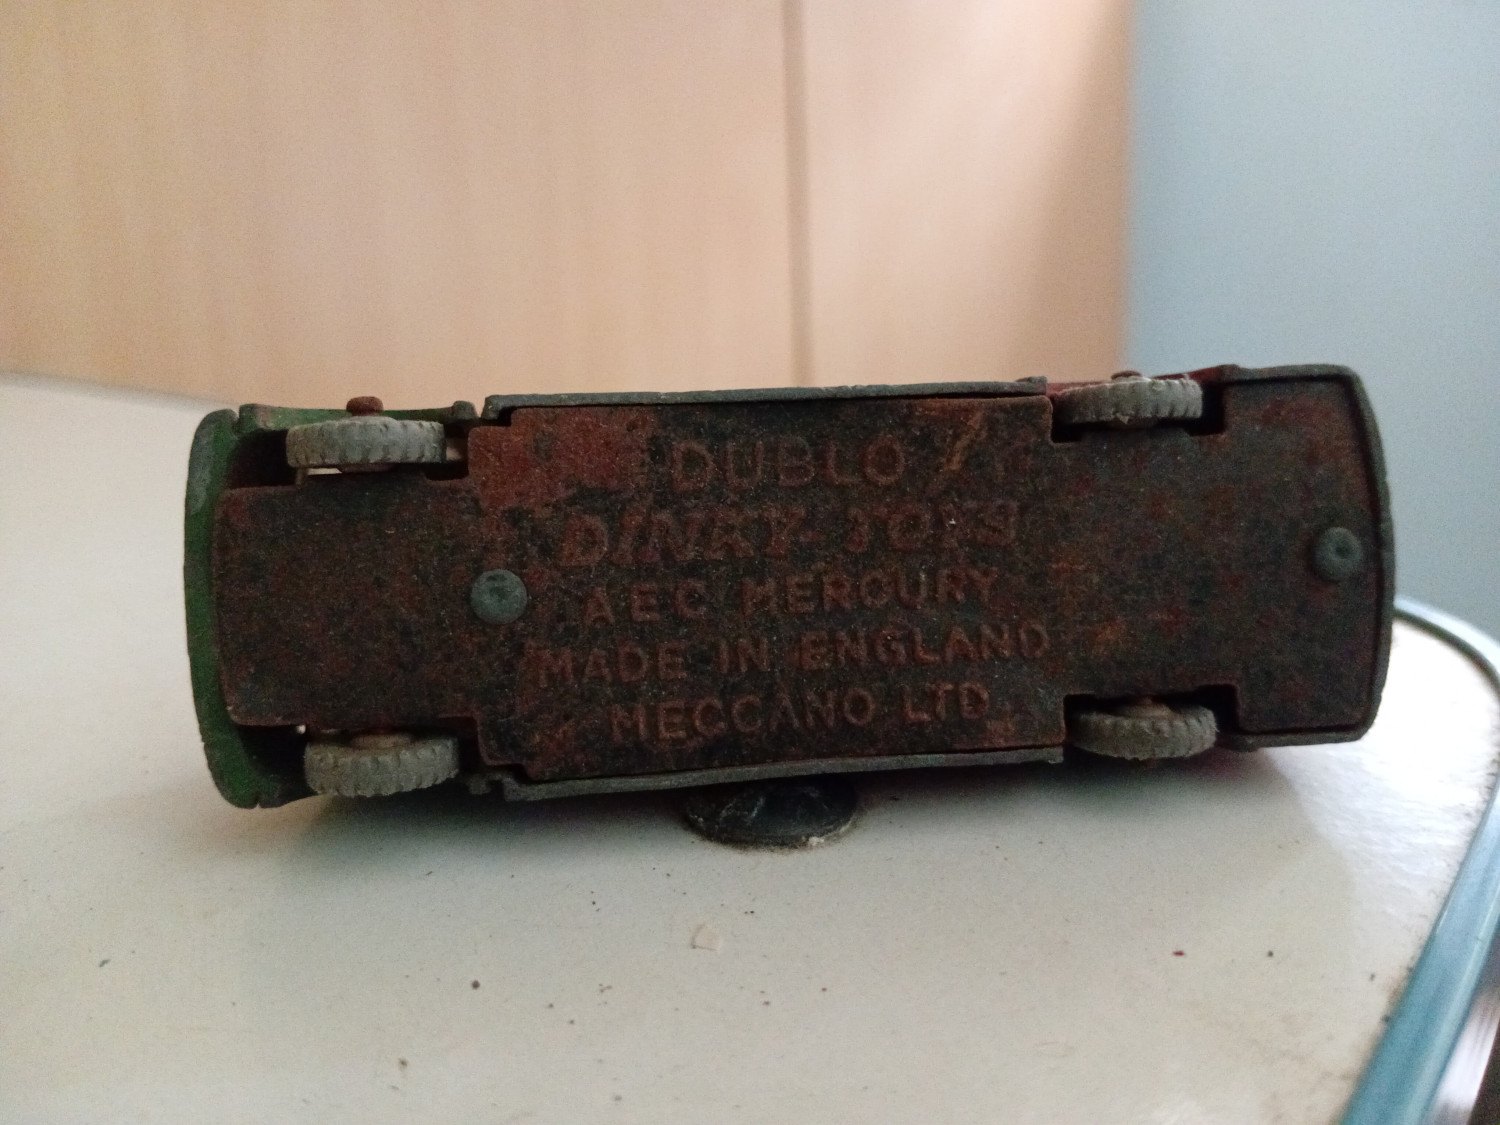 DUBLO
DINKY TOYS
AEC MERCURY
MADE IN ENGLAND
MECCANO LTD